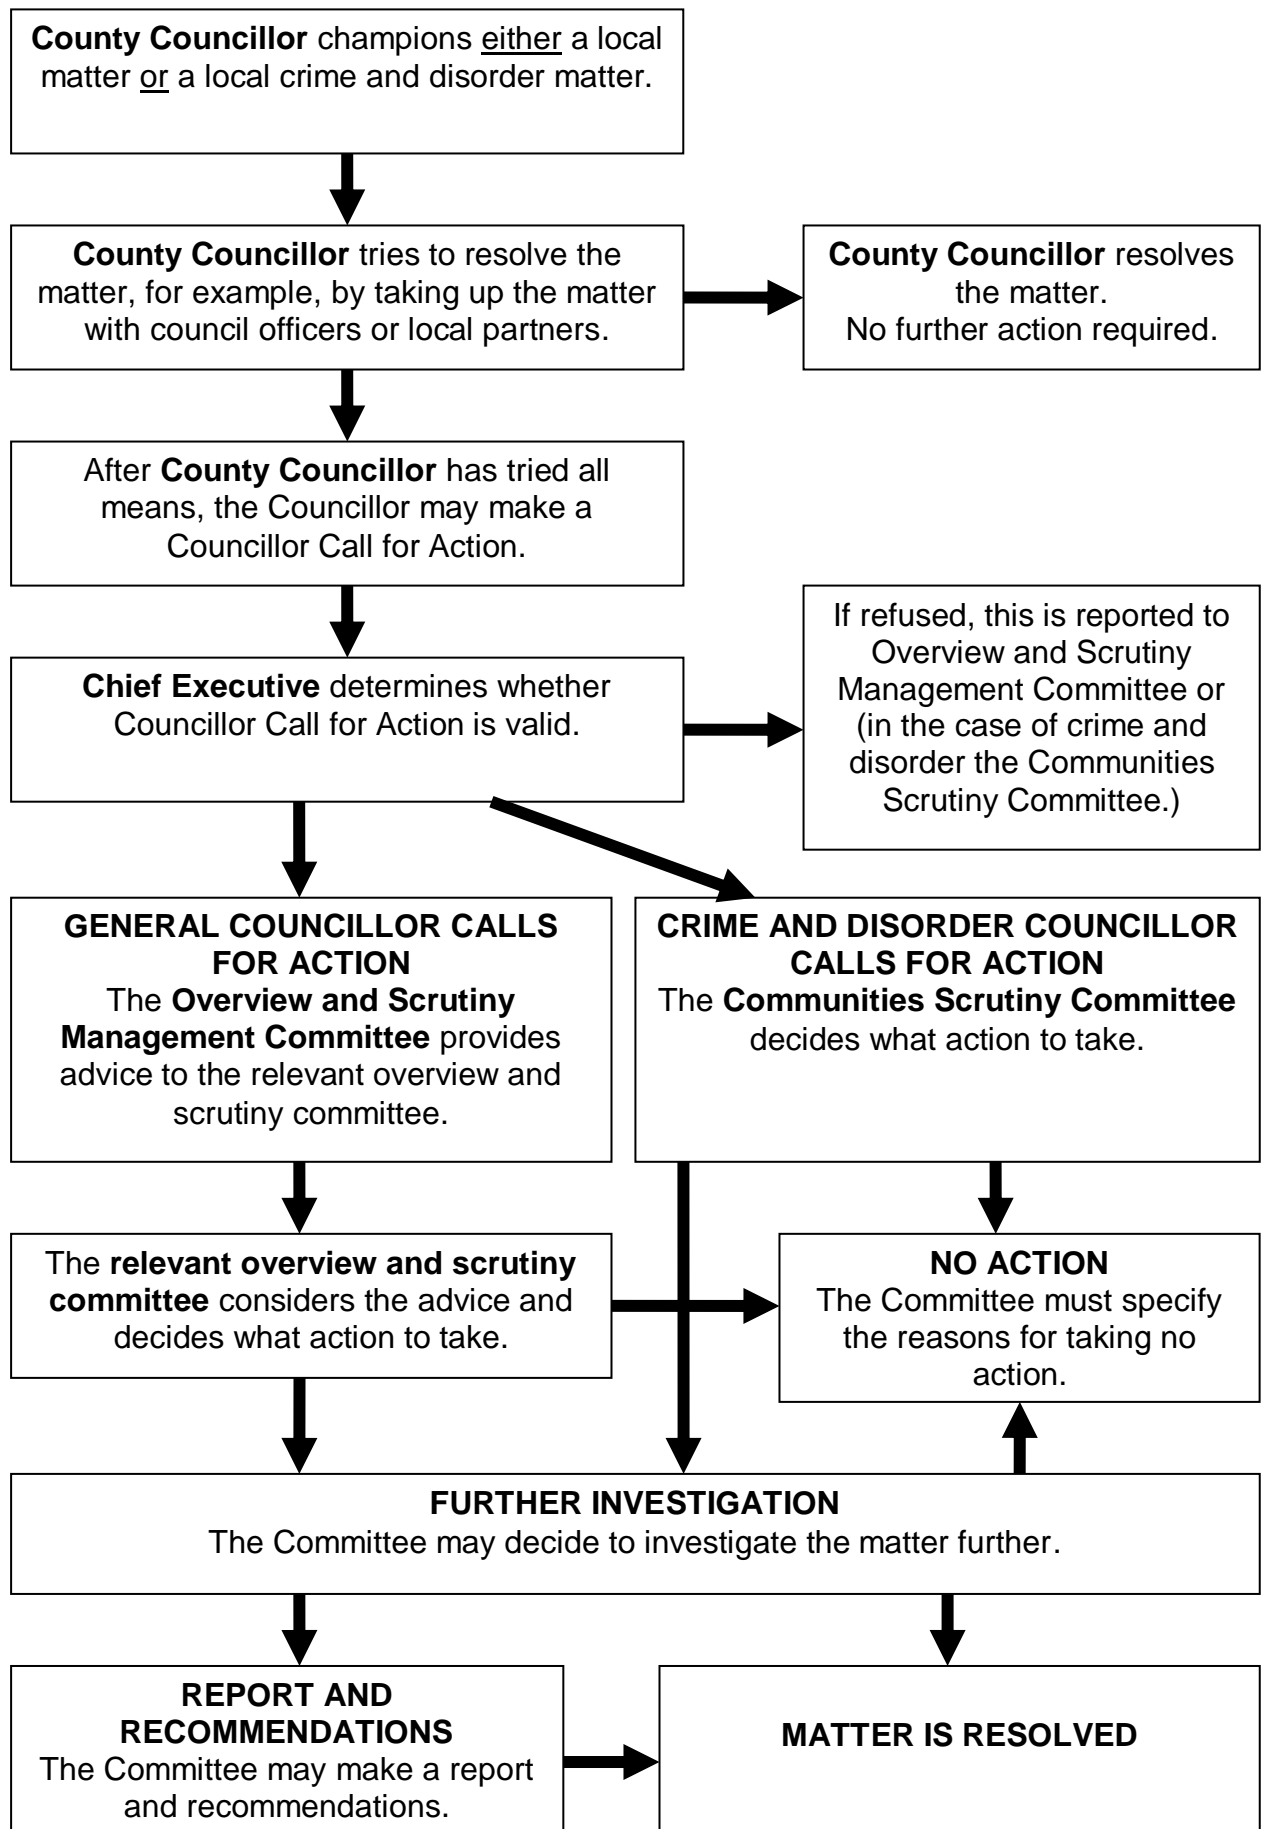 County Councillor champions either a local
matter or a local crime and disorder matter.
County Councillor tries to resolve the
matter, for example, by taking up the matter
with council officers or local partners.
County Councillor resolves
the matter.
No further action required.
After County Councillor has tried all
means, the Councillor may make a
Councillor Call for Action.
If refused, this is reported to
Overview and Scrutiny
Management Committee or
(in the case of crime and
disorder the Communities
Scrutiny Committee.)
Chief Executive determines whether
Councillor Call for Action is valid.
GENERAL COUNCILLOR CALLS
FOR ACTION
The Overview and Scrutiny
Management Committee provides
advice to the relevant overview and
scrutiny committee.
CRIME AND DISORDER COUNCILLOR
CALLS FOR ACTION
The Communities Scrutiny Committee
decides what action to take.
The relevant overview and scrutiny
committee considers the advice and
decides what action to take.
NO ACTION
The Committee must specify
the reasons for taking no
action.
FURTHER INVESTIGATION
The Committee may decide to investigate the matter further.
REPORT AND
RECOMMENDATIONS
The Committee may make a report
and recommendations.
MATTER IS RESOLVED